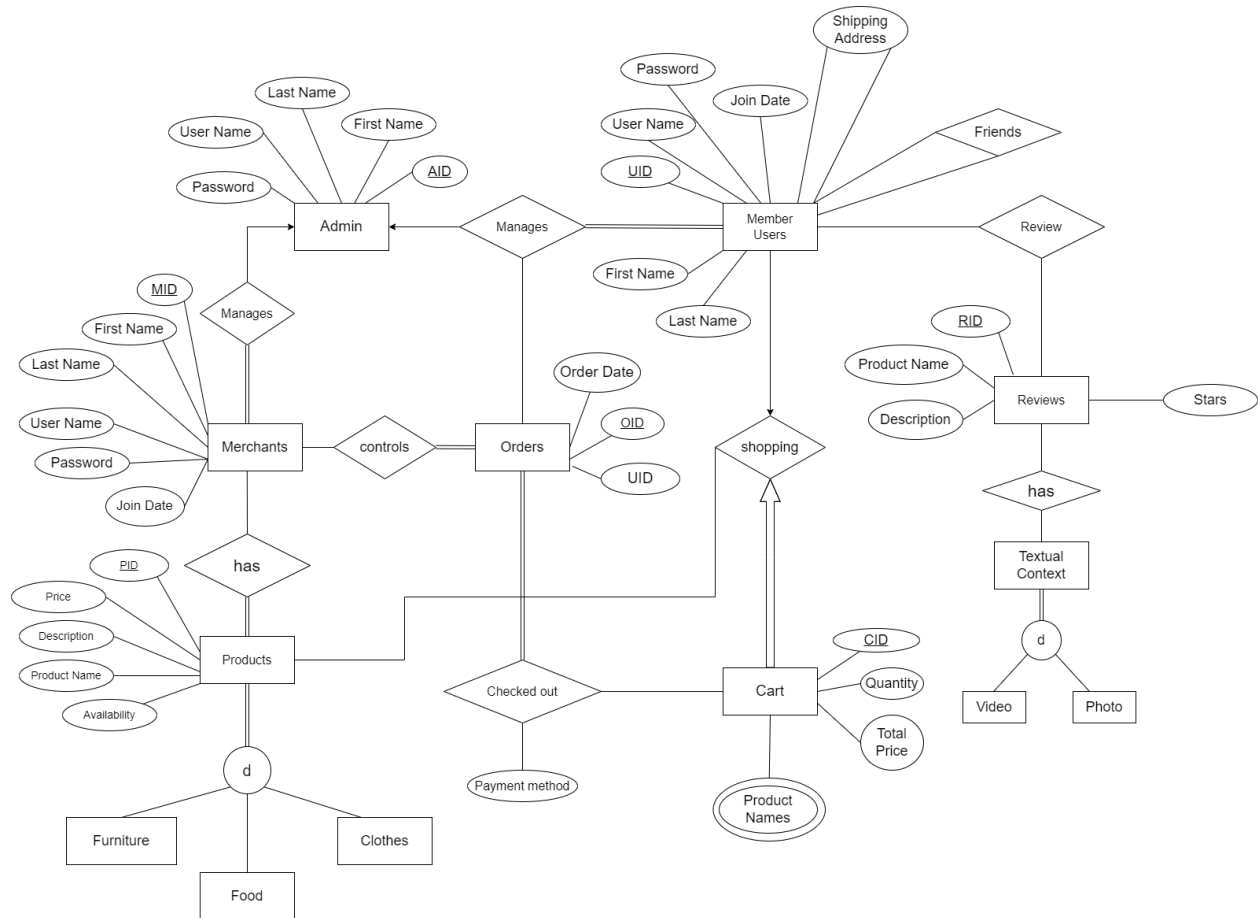 Shipping
Address
Password
Last Name
Join Date
User Name
First Name
User Name
Friends
AID
UID
Password
Admin
Manages
Member
Users
Review
First Name
MID
Manages
Last Name
First Name
RID
Last Name
Product Name
Order Date
Reviews
Stars
Description
User Name
OID
Merchants
controls
Orders
shopping
Password
UID
has
Join Date
Textual
Context
PID
has
Price
Description
d
CID
Products
Product Name
Quantity
Checked out
Cart
Video
Photo
Availability
Total
Price
d
Payment method
Product
Names
Furniture
Clothes
Food